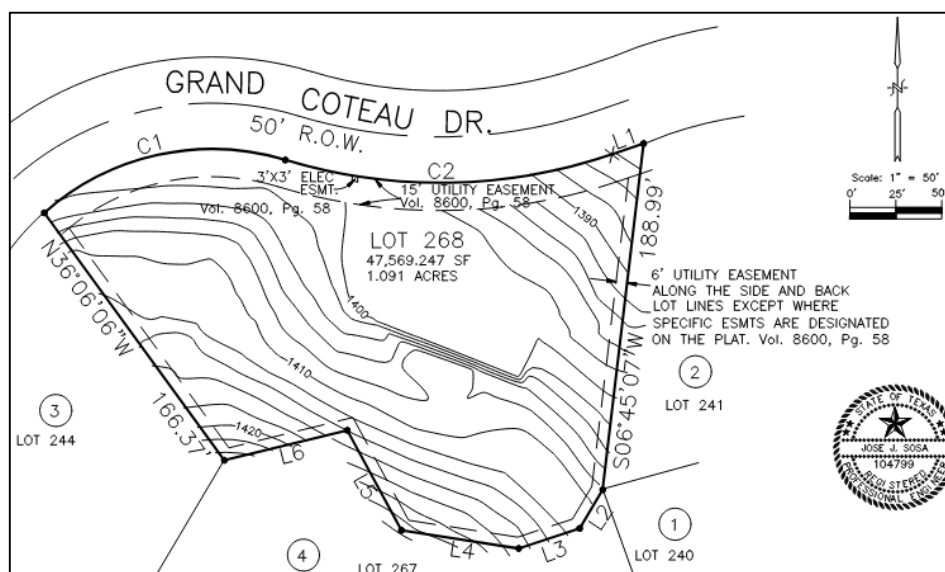 GRAND COTEAU DR.
50' R.O.W.
C1
C2
L1
N
Scale: 1" = 50'
0' 25' 50
3'X3' ELEC
ESMT.
Vol. 8600, Pg. 58
15' UTILITY EASEMENT
Vol. 8600, Pg. 58
1390
188.99'
LOT 268
47,569.247 SF
1.091 ACRES
6' UTILITY EASEMENT
ALONG THE SIDE AND BACK
LOT LINES EXCEPT WHERE
SPECIFIC ESMTS ARE DESIGNATED
ON THE PLAT. Vol. 8600, Pg. 58
N36°06'06"W
166.37'
1400
1410
1420
S06°45'07"W
2
LOT 241
3
LOT 244
L6
L5
L4
L3
L2
1
LOT 240
4
LOT 267
STATE OF TEXAS
JOSE J. SOSA
104799
REGISTERED
PROFESSIONAL ENGINEER